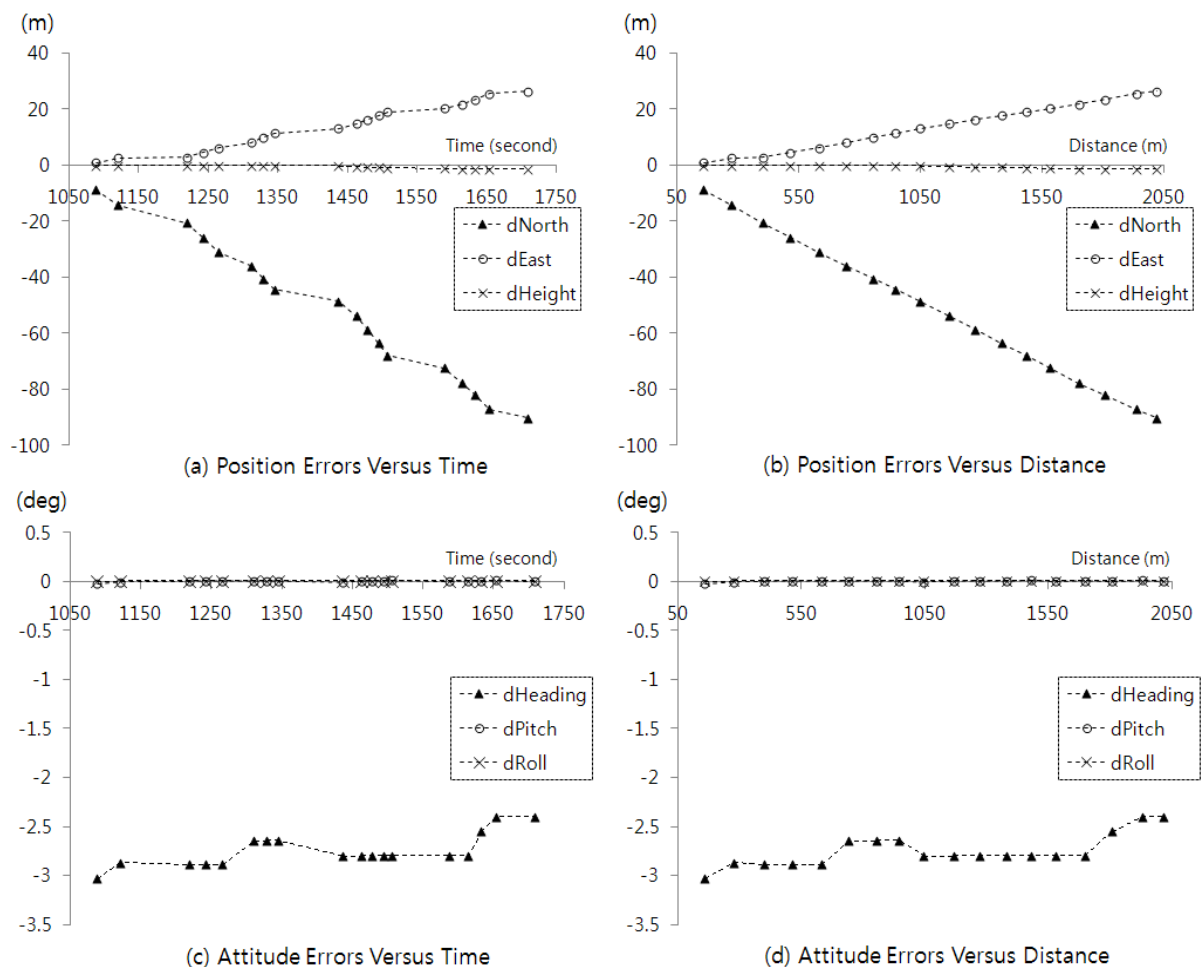 (m)
40
20
0
-20
-40
-60
-80
-100
Time (second)
1050 1150 1250 1350 1450 1550 1650 1750
dNorth
dEast
dHeight
(a) Position Errors Versus Time
(m)
40
20
0
-20
-40
-60
-80
-100
Distance (m)
50 550 1050 1550 2050
dNorth
dEast
dHeight
(b) Position Errors Versus Distance
(deg)
0.5
0
-0.5
-1
-1.5
-2
-2.5
-3
-3.5
Time (second)
1050 1150 1250 1350 1450 1550 1650 1750
dHeading
dPitch
dRoll
(c) Attitude Errors Versus Time
(deg)
0.5
0
-0.5
-1
-1.5
-2
-2.5
-3
-3.5
Distance (m)
50 550 1050 1550 2050
dHeading
dPitch
dRoll
(d) Attitude Errors Versus Distance